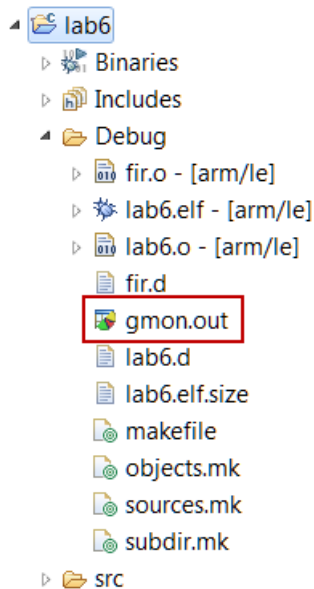 lab6
Binaries
Includes
Debug
fir.o - [arm/le]
lab6.elf - [arm/le]
lab6.o - [arm/le]
fir.d
gmon.out
lab6.d
lab6.elf.size
makefile
objects.mk
sources.mk
subdir.mk
src